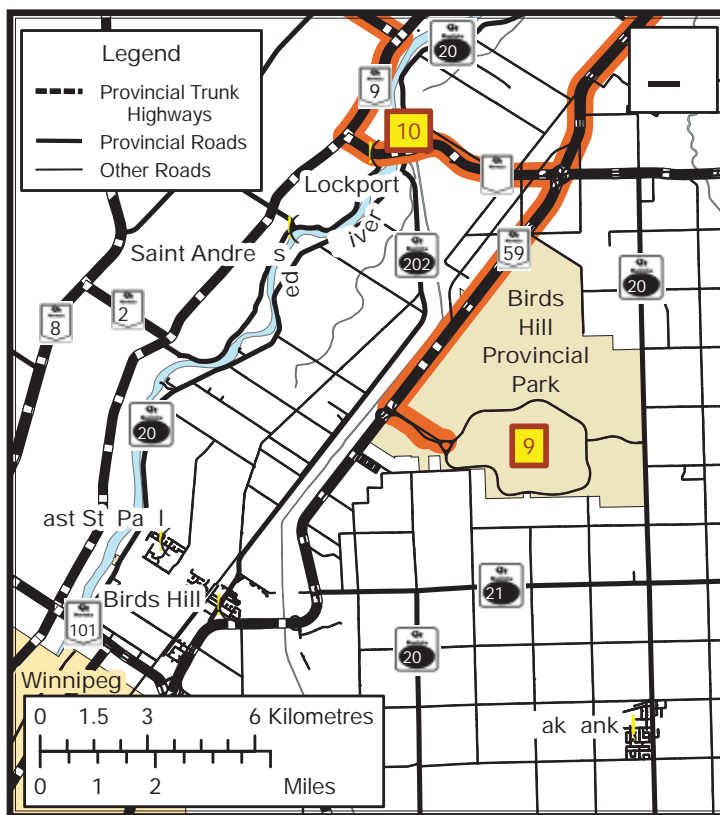 Legend
Provincial Trunk
Highways
Provincial Roads
Other Roads
20
9
10
Lockport
iver
Saint Andre s
ed
202
59
20
2
8
Birds
Hill
Provincial
Park
20
9
ast St Pa l
21
Birds Hill
101
20
Winnipeg
ak ank
0 1.5 3 6 Kilometres
0 1 2 Miles